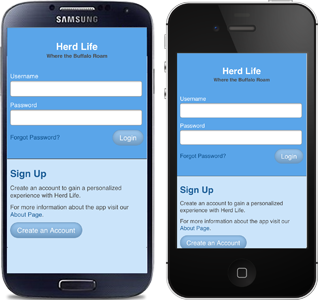 SAMSUNG
Herd Life
Where the Buffalo Roam
Username
Password
Forgot Password?
Login
Sign Up
Create an account to gain a personalized
experience with Herd Life.
For more information about the app visit our
About Page.
Create an Account
Herd Life
Where the Buffalo Roam
Username
Password
Forgot Password?
Login
Sign Up
Create an account to gain a personalized
experience with Herd Life.
For more information about the app visit our
About Page.
Create an Account